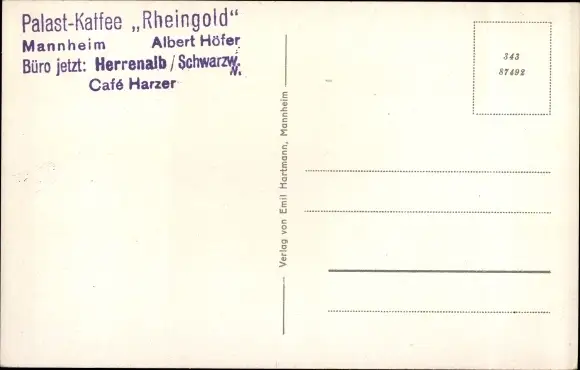 Palast-Kaffee „Rheingold“
Mannheim Albert Höfer
Büro jetzt: Herrenalb / Schwarzw.
Café Harzer
343
87492
Verlag von Emil Hartmann, Mannheim